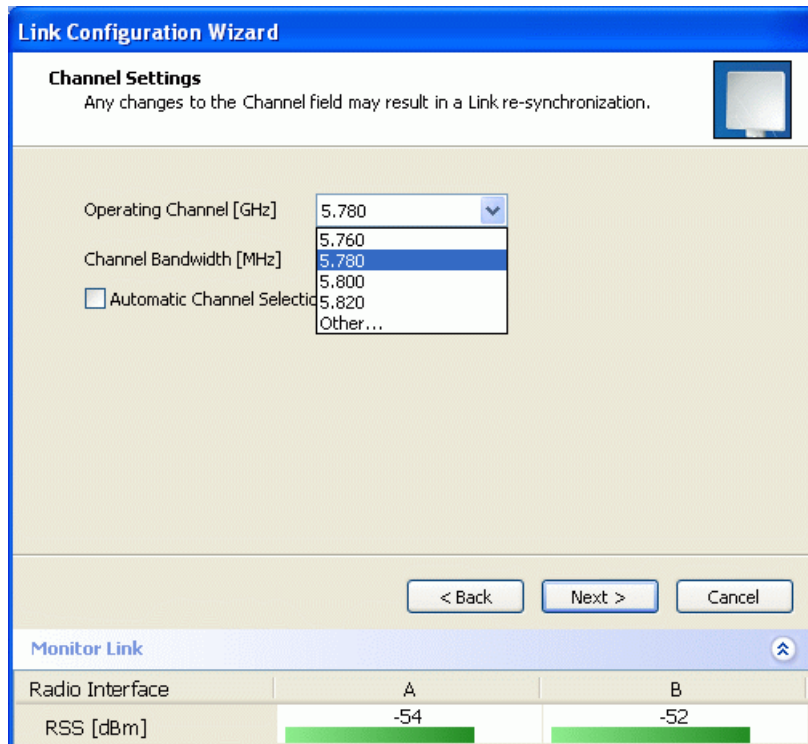 Link Configuration Wizard
Channel Settings
Any changes to the Channel field may result in a Link re-synchronization.
Operating Channel [GHz] 5.780
5.760
Channel Bandwidth [MHz] 5.780
5.800
Automatic Channel Selectio 5.820
Other...
< Back Next > Cancel
Monitor Link
Radio Interface A B
RSS [dBm] -54 -52